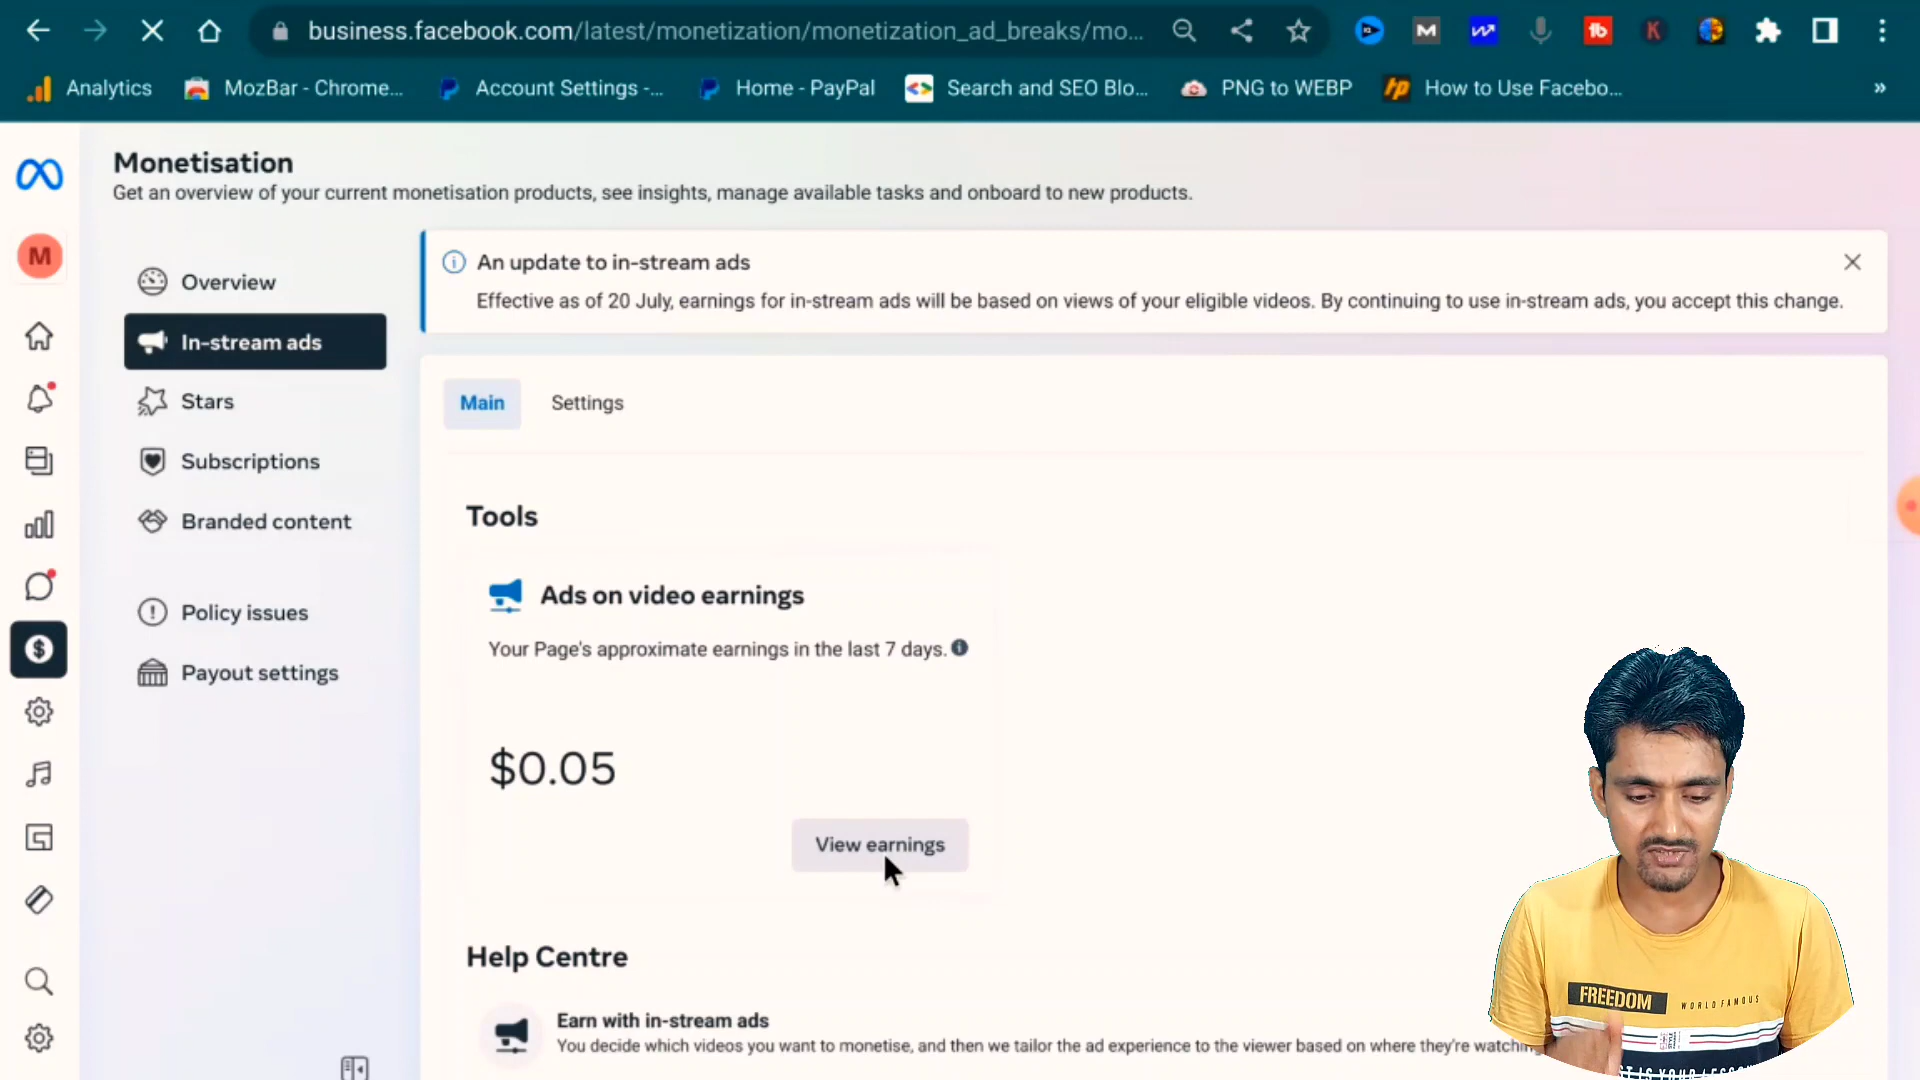 business.facebook.com/latest/monetization/monetization_ad_breaks/mo...
Analytics
MozBar - Chrome...
Account Settings -...
Home - PayPal
Search and SEO Blo...
PNG to WEBP
How to Use Facebo...
»
Monetisation
Get an overview of your current monetisation products, see insights, manage available tasks and onboard to new products.
M
Overview
In-stream ads
Stars
Subscriptions
Branded content
Policy issues
Payout settings
An update to in-stream ads
Effective as of 20 July, earnings for in-stream ads will be based on views of your eligible videos. By continuing to use in-stream ads, you accept this change.
Main
Settings
Tools
Ads on video earnings
Your Page's approximate earnings in the last 7 days.
$0.05
View earnings
Help Centre
Earn with in-stream ads
You decide which videos you want to monetise, and then we tailor the ad experience to the viewer based on where they're watching
FREEDOM
WORLD FAMOUS